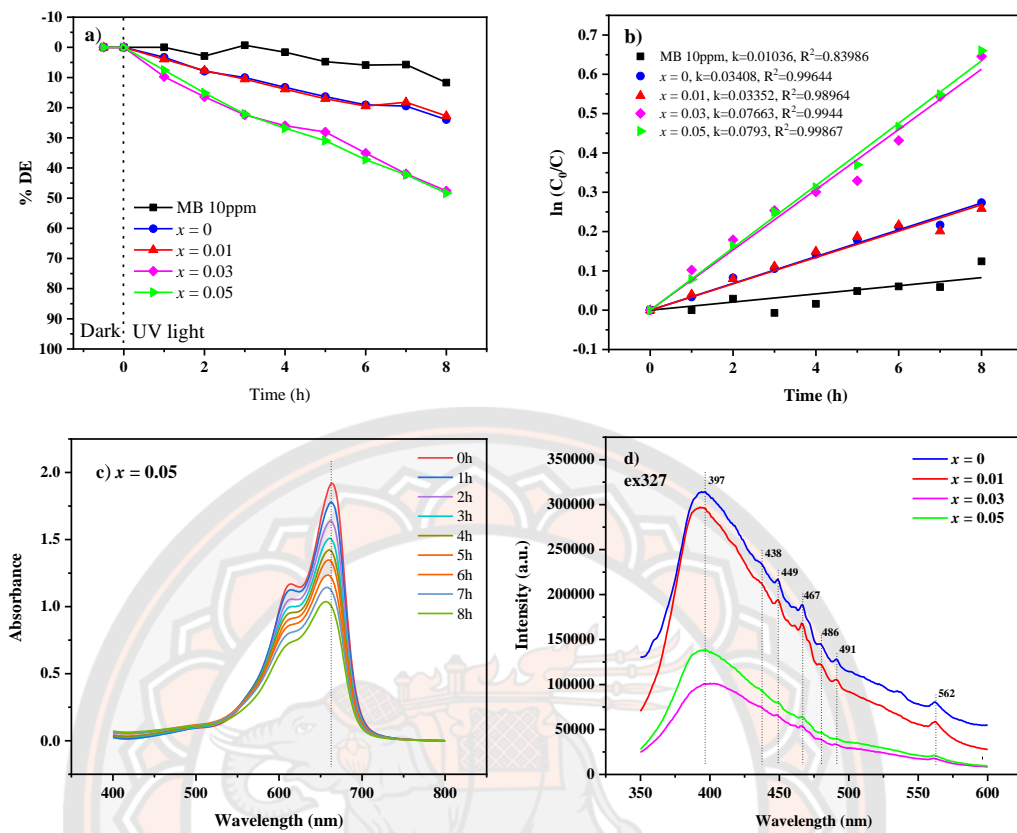 a)
-10
0
10
20
30
40
50
60
70
80
90
100
% DE
MB 10ppm
x = 0
x = 0.01
x = 0.03
x = 0.05
Dark
UV light
0 2 4 6 8
Time (h)
b)
0.7
0.6
0.5
0.4
0.3
0.2
0.1
0.0
-0.1
ln (C0/C)
MB 10ppm, k=0.01036, R²=0.83986
x = 0, k=0.03408, R²=0.99644
x = 0.01, k=0.03352, R²=0.98964
x = 0.03, k=0.07663, R²=0.9944
x = 0.05, k=0.0793, R²=0.99867
0 1 2 3 4 5 6 7 8
Time (h)
c) x = 0.05
2.0
1.5
1.0
0.5
0.0
Absorbance
0h
1h
2h
3h
4h
5h
6h
7h
8h
400 500 600 700 800
Wavelength (nm)
d)
ex327
350000
300000
250000
200000
150000
100000
50000
0
Intensity (a.u.)
397
438
449
467
486
491
562
x = 0
x = 0.01
x = 0.03
x = 0.05
350 400 450 500 550 600
Wavelength (nm)